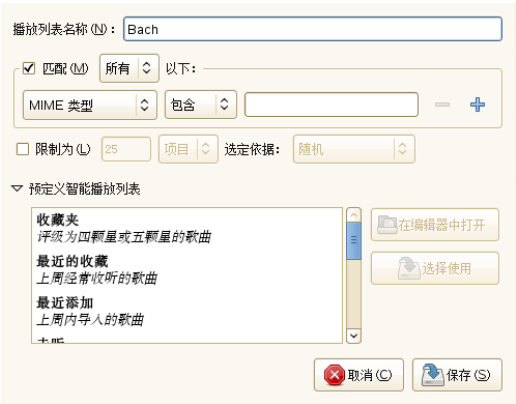 播放列表名称(N)： Bach
匹配(M) 所有 以下：
MIME 类型 包含
限制为(L) 25 项目 选定依据： 随机
预定义智能播放列表
收藏夹
评级为四颗星或五颗星的歌曲
最近的收藏
上周经常收听的歌曲
最近添加
上周内导入的歌曲
在编辑器中打开
选择使用
取消(C) 保存(S)